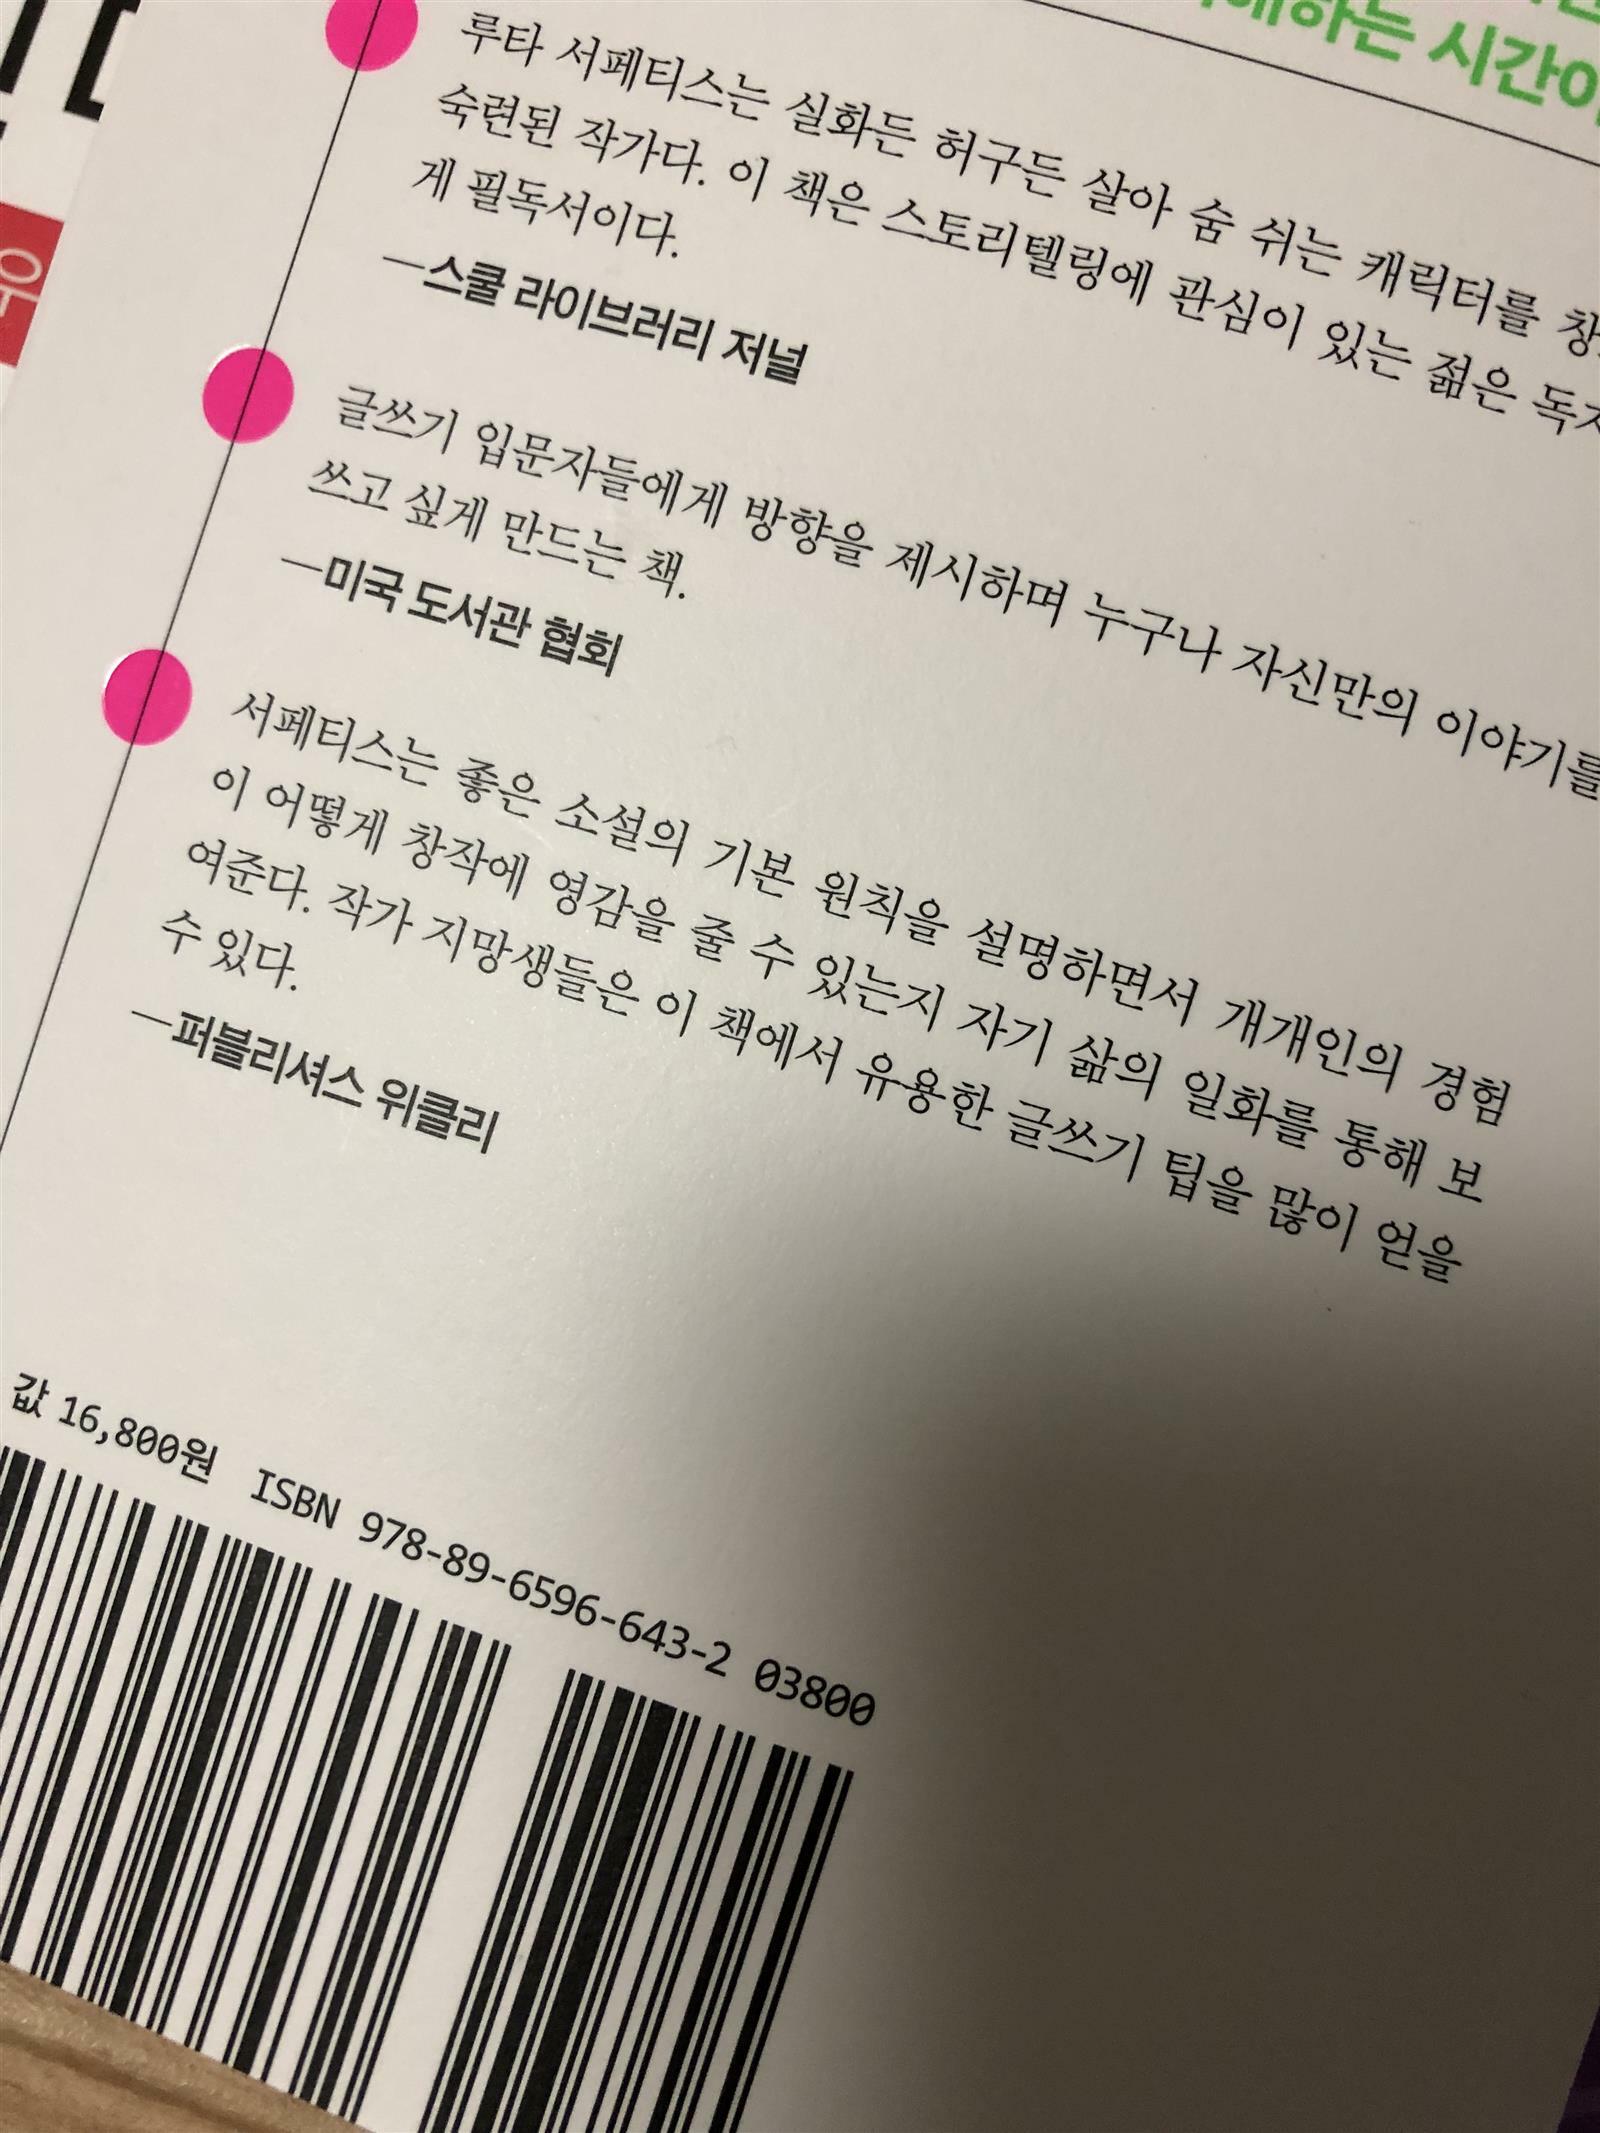 하는 시간이
루타 서페티스는 실화든 허구든 살아 숨 쉬는 캐릭터를
숙련된 작가다. 이 책은 스토리텔링에 관심이 있는 젊은
게 필독서이다.
—스쿨 라이브러리 저널
글쓰기 입문자들에게 방향을 제시하며 누구나 자신만의 이야기를
쓰고 싶게 만드는 책.
—미국 도서관 협회
서페티스는 좋은 소설의 기본 원칙을 설명하면서 개개인의 경험
이 어떻게 창작에 영감을 줄 수 있는지 자기 삶의 일화를 통해 보
여준다. 작가 지망생들은 이 책에서 유용한 글쓰기 팁을 많이 얻을
수 있다.
—퍼블리셔스 위클리
값 16,800원 ISBN 978-89-6596-643-2 03800
우